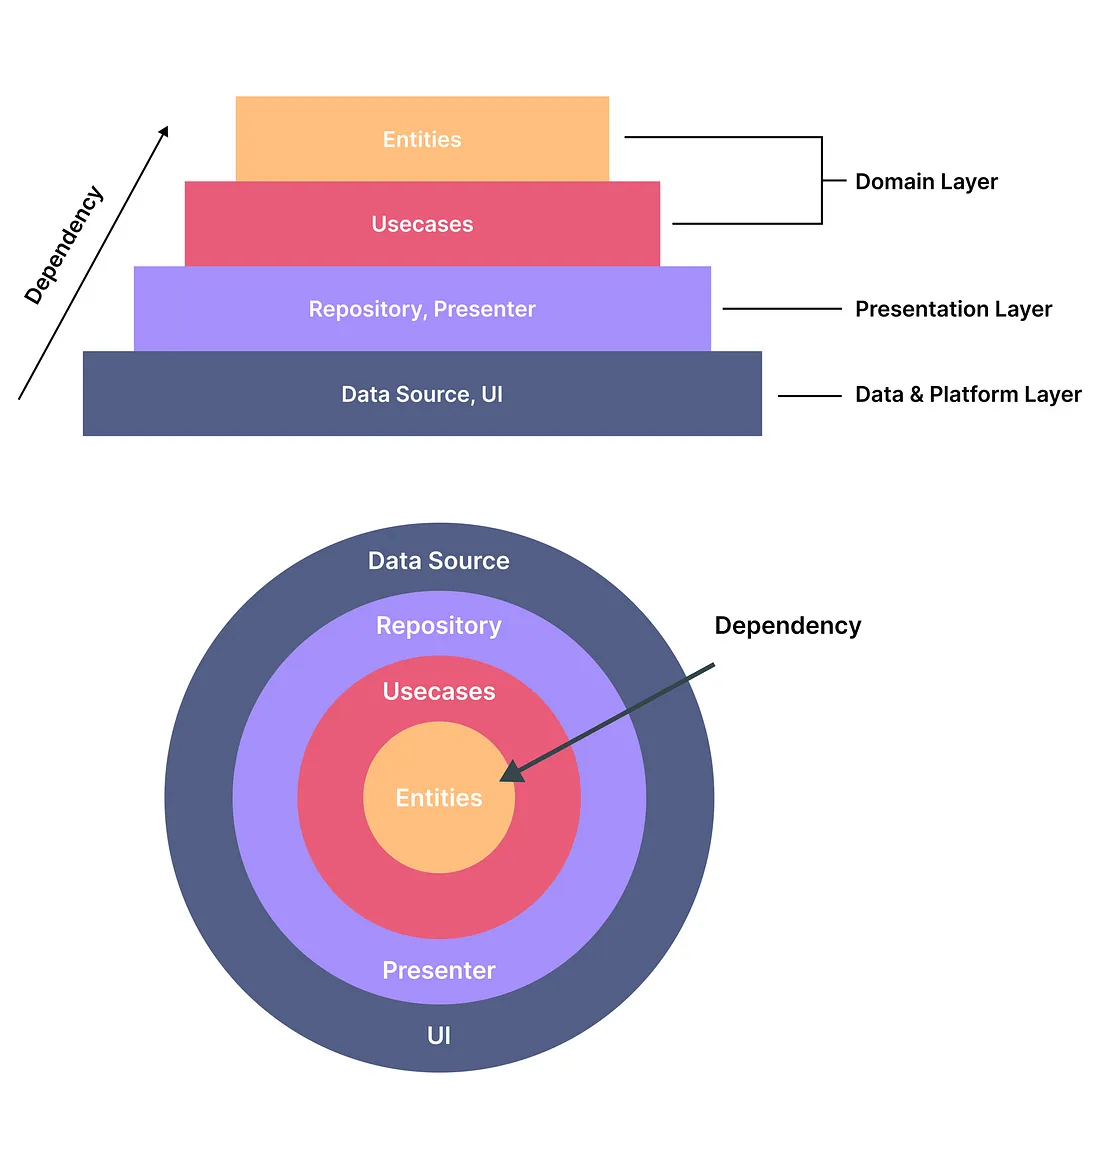 Dependency
Entities
Usecases
Repository, Presenter
Data Source, UI
Domain Layer
Presentation Layer
Data & Platform Layer
Data Source
Repository
Usecases
Entities
Presenter
UI
Dependency